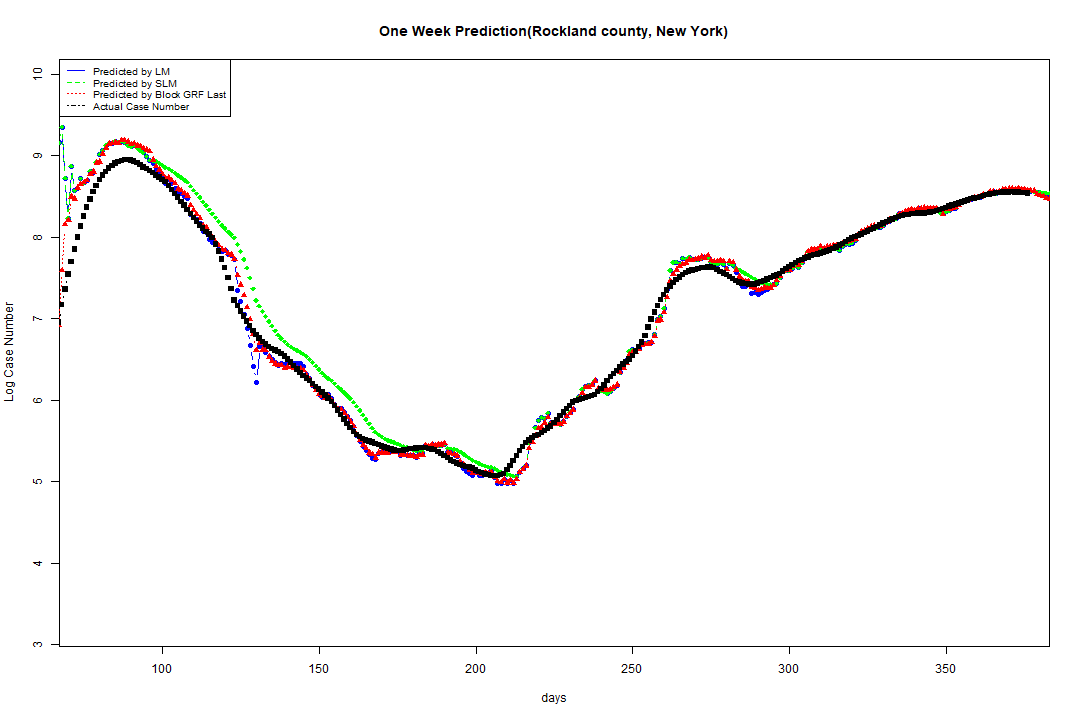 One Week Prediction(Rockland county, New York)
Predicted by LM
Predicted by SLM
Predicted by Block GRF Last
Actual Case Number
10
9
8
7
6
5
4
3
Log Case Number
100 150 200 250 300 350
days